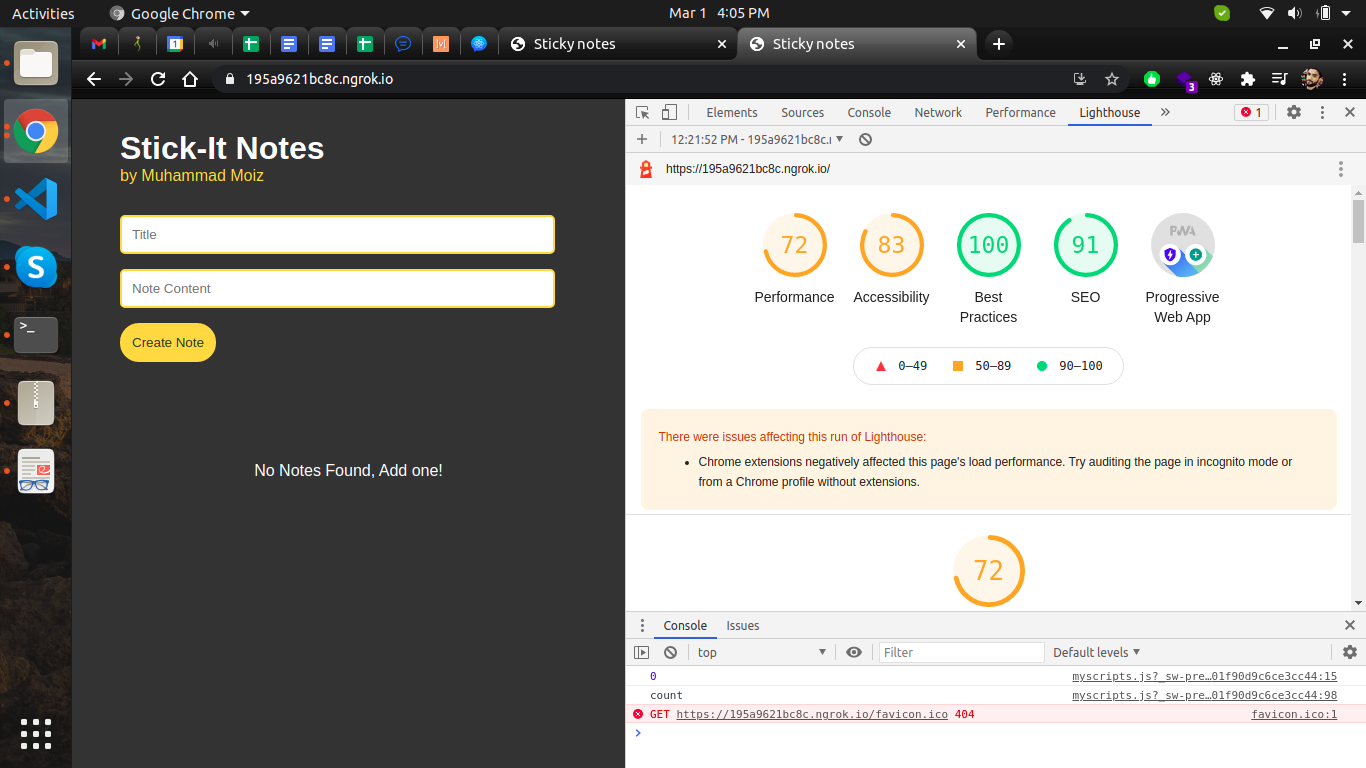 Activities
Google Chrome
Mar 1 4:05 PM
Sticky notes
Sticky notes
195a9621bc8c.ngrok.io
3
Stick-It Notes
by Muhammad Moiz
Title
Note Content
Create Note
No Notes Found, Add one!
Elements
Sources
Console
Network
Performance
Lighthouse
1
12:21:52 PM - 195a9621bc8c.
https://195a9621bc8c.ngrok.io/
72
83
100
91
PWA
Performance
Accessibility
Best
Practices
SEO
Progressive
Web App
0–49
50–89
90–100
There were issues affecting this run of Lighthouse:
Chrome extensions negatively affected this page's load performance. Try auditing the page in incognito mode or
from a Chrome profile without extensions.
72
Console
Issues
top
Filter
Default levels
0 myscripts.js?_sw-pre…01f90d9c6ce3cc44:15
count myscripts.js?_sw-pre…01f90d9c6ce3cc44:98
GET https://195a9621bc8c.ngrok.io/favicon.ico 404 favicon.ico:1